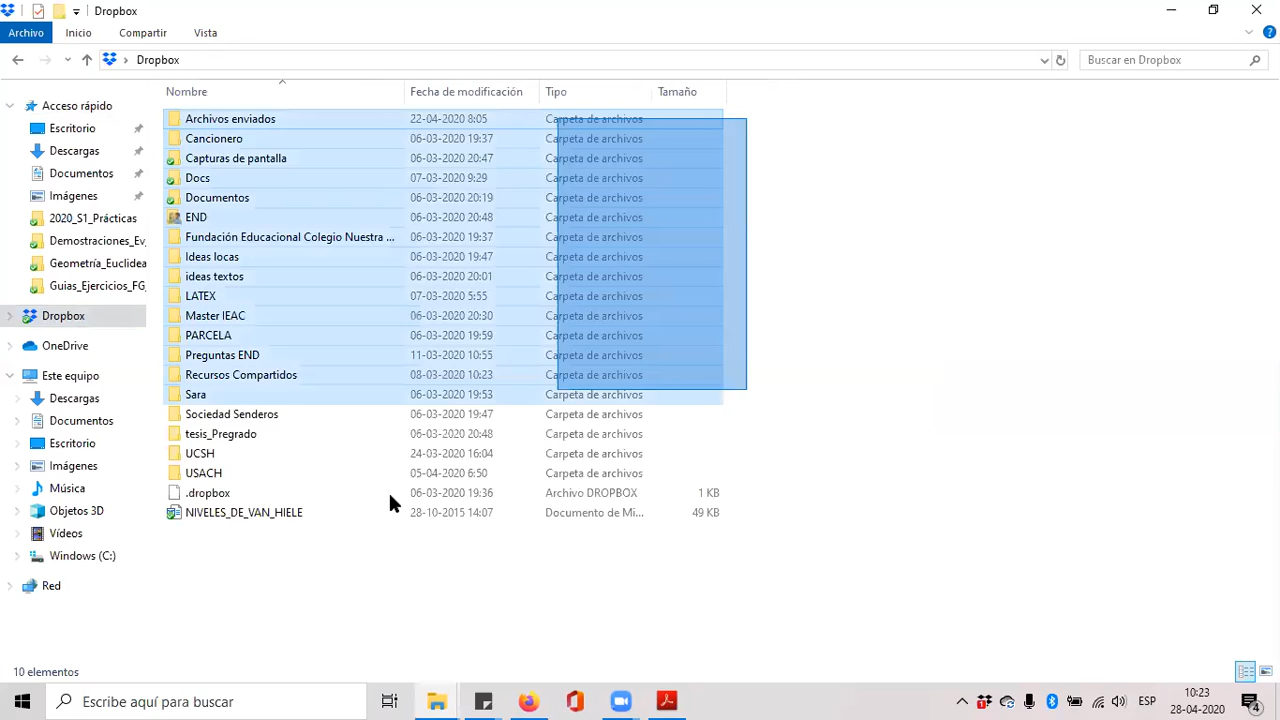 Dropbox
Archivo Inicio Compartir Vista
Dropbox Buscar en Dropbox
Nombre Fecha de modificación Tipo Tamaño
Acceso rápido
Escritorio
Descargas
Documentos
Imágenes
2020_S1_Prácticas
Demostraciones_Ev
Geometría_Euclidea
Guias_Ejercicios_FG_
Dropbox
OneDrive
Este equipo
Descargas
Documentos
Escritorio
Imágenes
Música
Objetos 3D
Vídeos
Windows (C:)
Red
Archivos enviados 22-04-2020 8:05 Carpeta de archivos
Cancionero 06-03-2020 19:37 Carpeta de archivos
Capturas de pantalla 06-03-2020 20:47 Carpeta de archivos
Docs 07-03-2020 9:29 Carpeta de archivos
Documentos 06-03-2020 20:19 Carpeta de archivos
END 06-03-2020 20:48 Carpeta de archivos
Fundación Educacional Colegio Nuestra ... 06-03-2020 19:37 Carpeta de archivos
Ideas locas 06-03-2020 19:47 Carpeta de archivos
ideas textos 06-03-2020 20:01 Carpeta de archivos
LATEX 07-03-2020 5:55 Carpeta de archivos
Master IEAC 06-03-2020 20:30 Carpeta de archivos
PARCELA 06-03-2020 19:59 Carpeta de archivos
Preguntas END 11-03-2020 10:55 Carpeta de archivos
Recursos Compartidos 08-03-2020 10:23 Carpeta de archivos
Sara 06-03-2020 19:53 Carpeta de archivos
Sociedad Senderos 06-03-2020 19:47 Carpeta de archivos
tesis_Pregrado 06-03-2020 20:48 Carpeta de archivos
UCSH 24-03-2020 16:04 Carpeta de archivos
USACH 05-04-2020 6:50 Carpeta de archivos
.dropbox 06-03-2020 19:36 Archivo DROPBOX 1 KB
NIVELES_DE_VAN_HIELE 28-10-2015 14:07 Documento de Mi... 49 KB
10 elementos
Escribe aquí para buscar ESP 10:23
28-04-2020 4